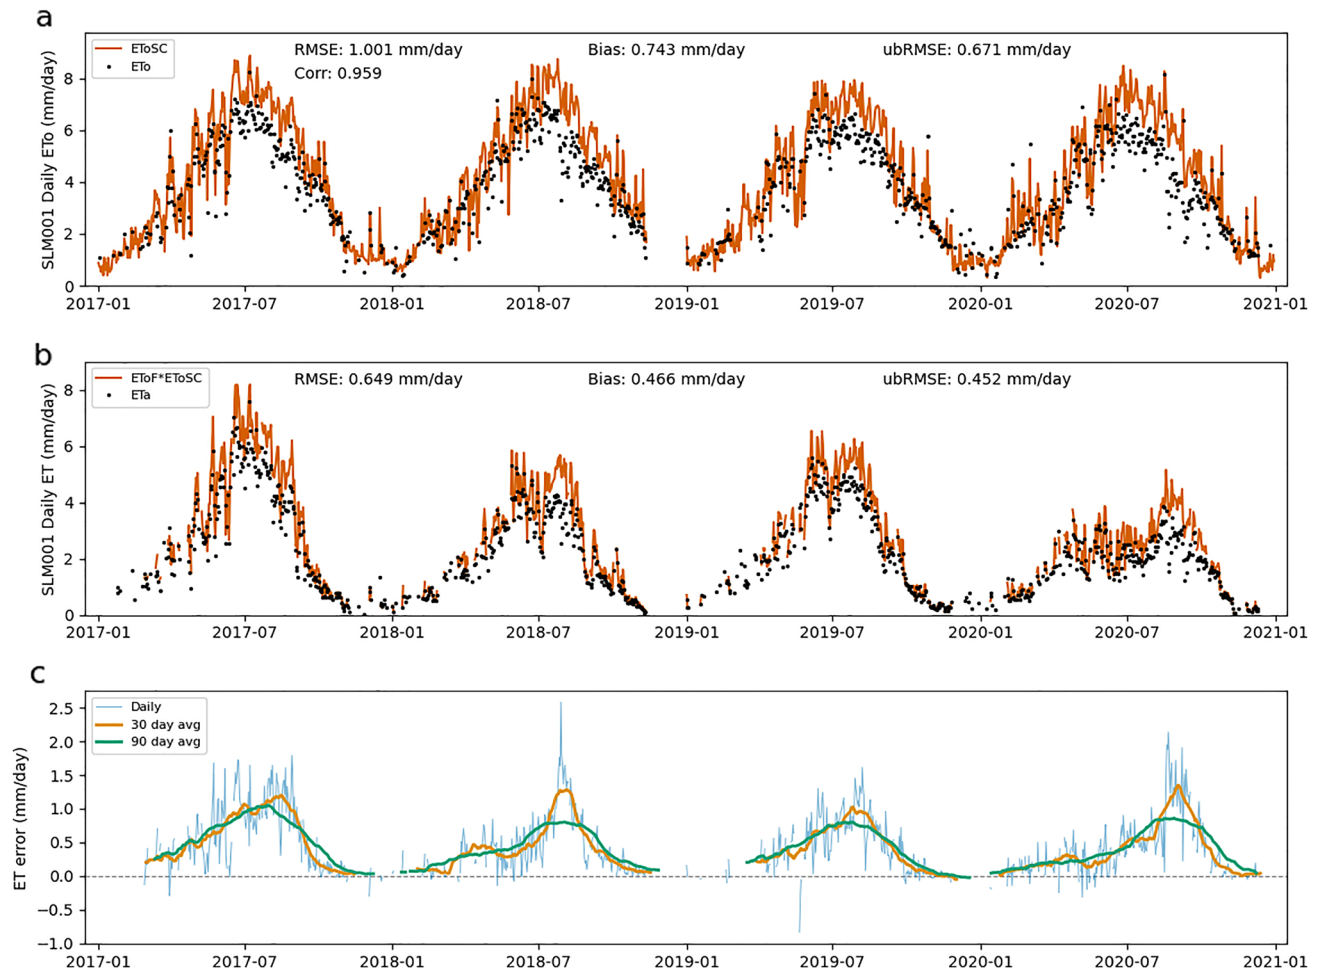 a
EToSC
ETo
RMSE: 1.001 mm/day
Bias: 0.743 mm/day
ubRMSE: 0.671 mm/day
Corr: 0.959
SLM001 Daily ETo (mm/day)
8
6
4
2
0
2017-01
2017-07
2018-01
2018-07
2019-01
2019-07
2020-01
2020-07
2021-01
b
EToF*EToSC
ETa
RMSE: 0.649 mm/day
Bias: 0.466 mm/day
ubRMSE: 0.452 mm/day
SLM001 Daily ET (mm/day)
8
6
4
2
0
2017-01
2017-07
2018-01
2018-07
2019-01
2019-07
2020-01
2020-07
2021-01
c
Daily
30 day avg
90 day avg
ET error (mm/day)
2.5
2.0
1.5
1.0
0.5
0.0
−0.5
−1.0
2017-01
2017-07
2018-01
2018-07
2019-01
2019-07
2020-01
2020-07
2021-01